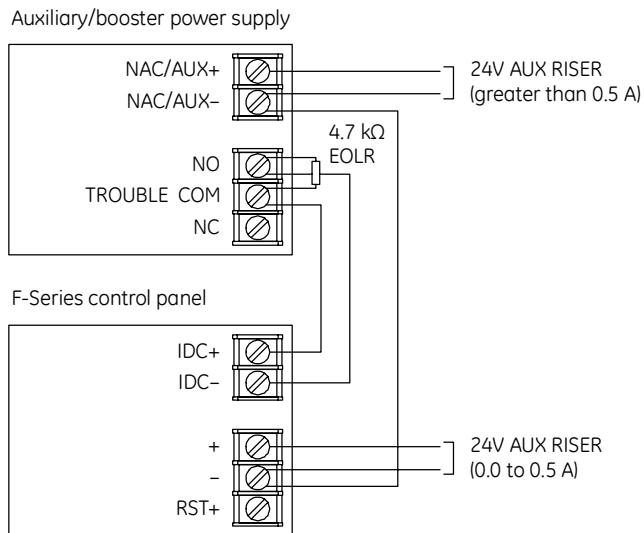 Auxiliary/booster power supply
NAC/AUX+
24V AUX RISER
NAC/AUX–
(greater than 0.5 A)
4.7 kΩ
EOLR
NO
TROUBLE COM
NC
F-Series control panel
IDC+
IDC–
+
24V AUX RISER
–
(0.0 to 0.5 A)
RST+